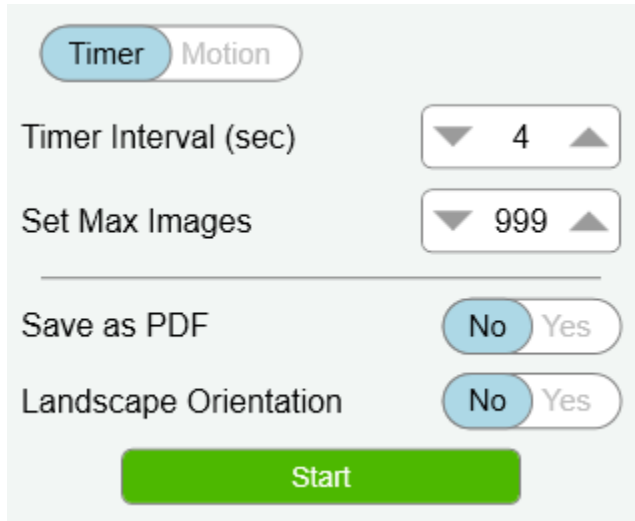 Timer Motion
Timer Interval (sec) 4
Set Max Images 999
Save as PDF No Yes
Landscape Orientation No Yes
Start